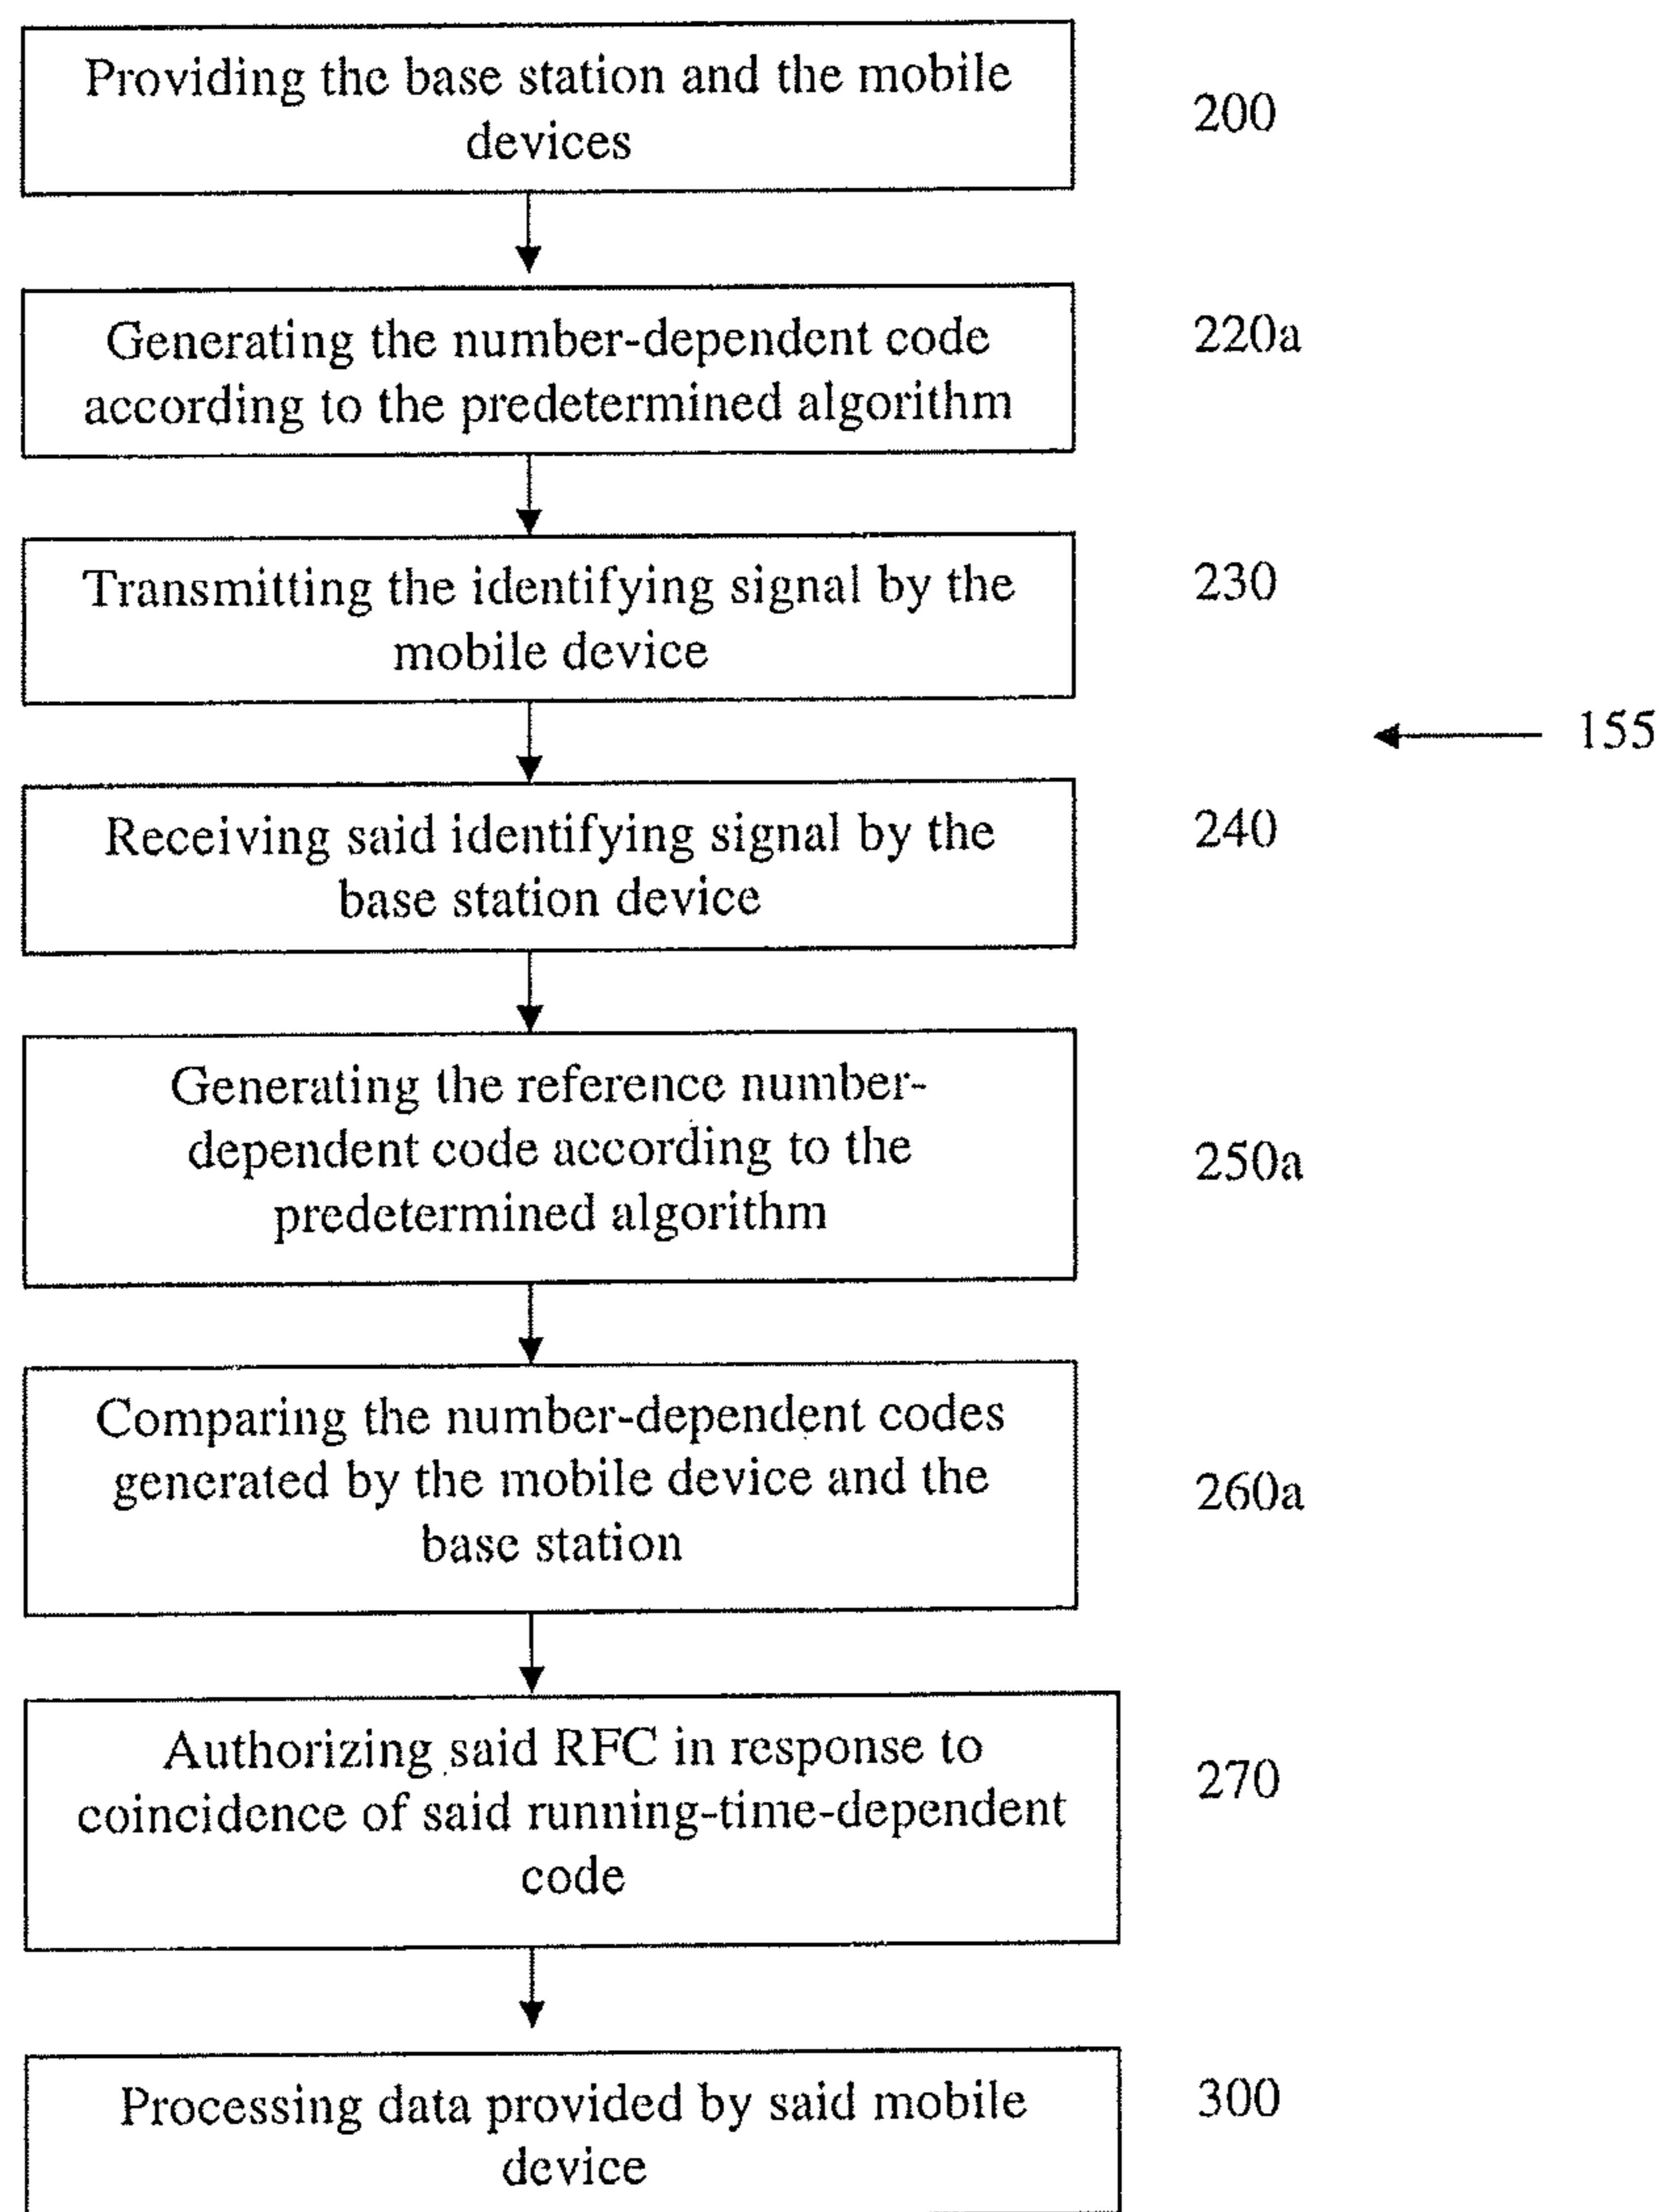 Providing the base station and the mobile
devices
200
Generating the number-dependent code
according to the predetermined algorithm
220a
Transmitting the identifying signal by the
mobile device
230
155
Receiving said identifying signal by the
base station device
240
Generating the reference number-
dependent code according to the
predetermined algorithm
250a
Comparing the number-dependent codes
generated by the mobile device and the
base station
260a
Authorizing said RFC in response to
coincidence of said running-time-dependent
code
270
Processing data provided by said mobile
device
300